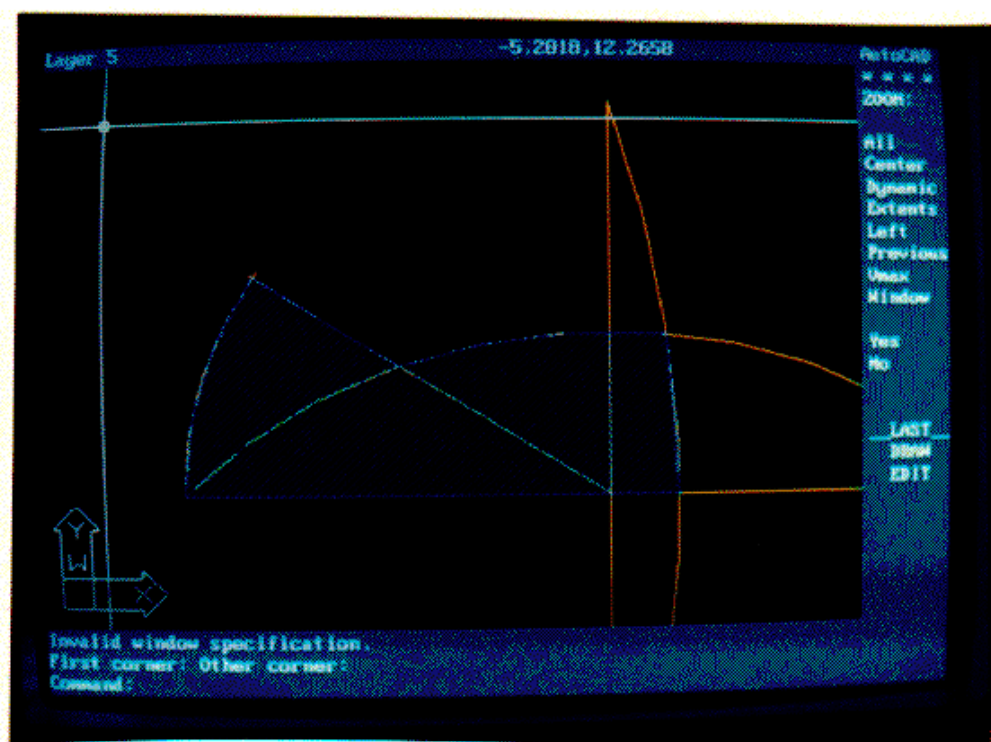 Layer 5
-5.2018,12.2658
AutoCAD
* * * *
ZOOM:
All
Center
Dynamic
Extents
Left
Previous
Vmax
Window
Yes
No
LAST
DRAW
EDIT
Y
W
X
Invalid window specification.
First corner: Other corner:
Command: